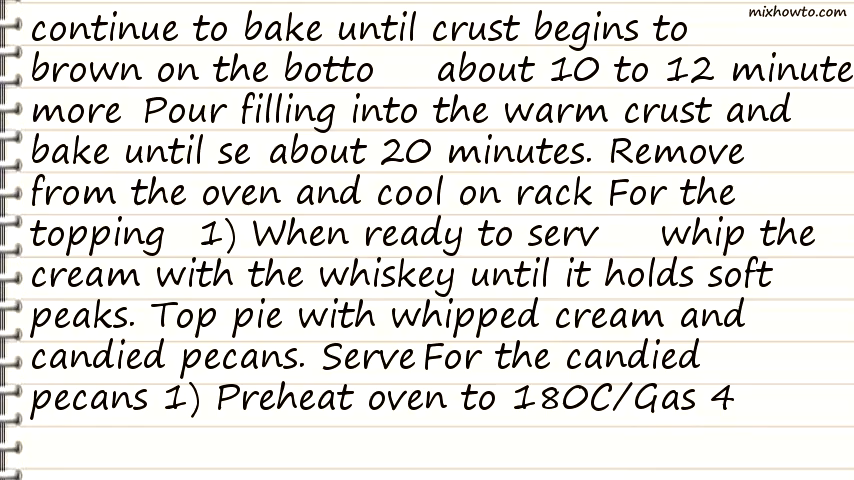 mixhowto.com
continue to bake until crust begins to
brown on the botto about 10 to 12 minute
more Pour filling into the warm crust and
bake until se about 20 minutes. Remove
from the oven and cool on rack For the
topping 1) When ready to serv whip the
cream with the whiskey until it holds soft
peaks. Top pie with whipped cream and
candied pecans. Serve For the candied
pecans 1) Preheat oven to 180C/Gas 4